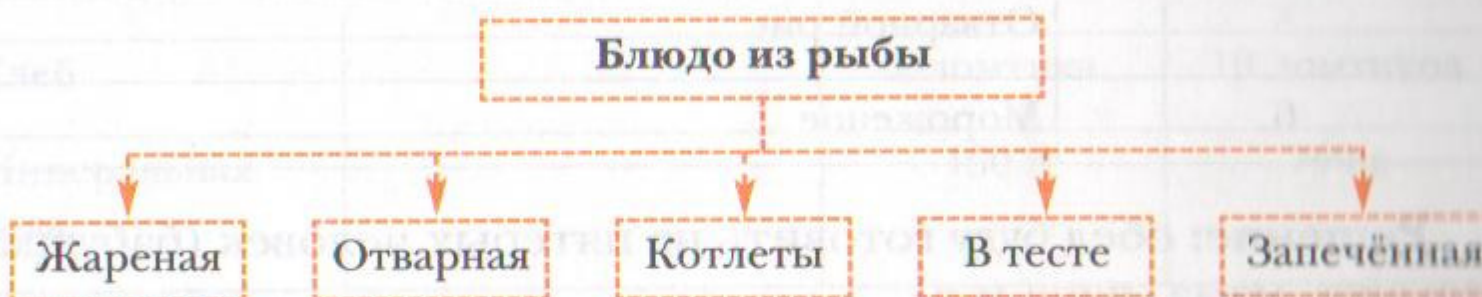 Блюдо из рыбы
Жареная
Отварная
Котлеты
В тесте
Запечённая